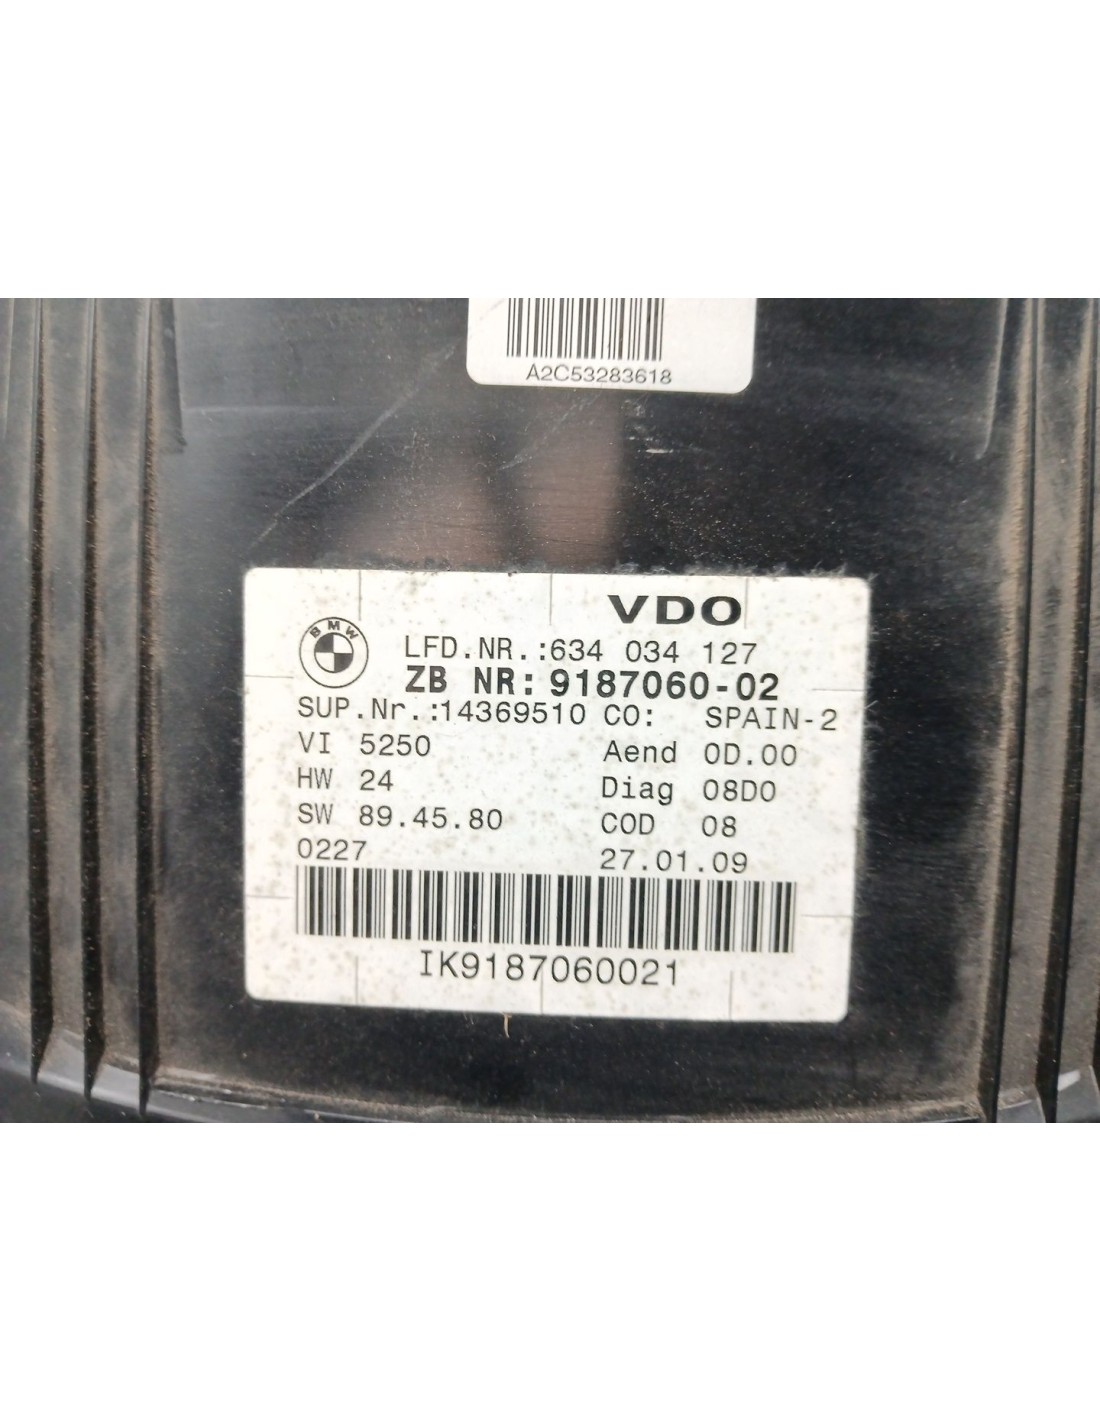 A2C53283618
VDO
BMW
LFD.NR.:634 034 127
ZB NR:9187060-02
SUP.Nr.:14369510 CO: SPAIN-2
VI 5250 Aend 0D.00
HW 24 Diag 08D0
SW 89.45.80 COD 08
0227 27.01.09
IK9187060021